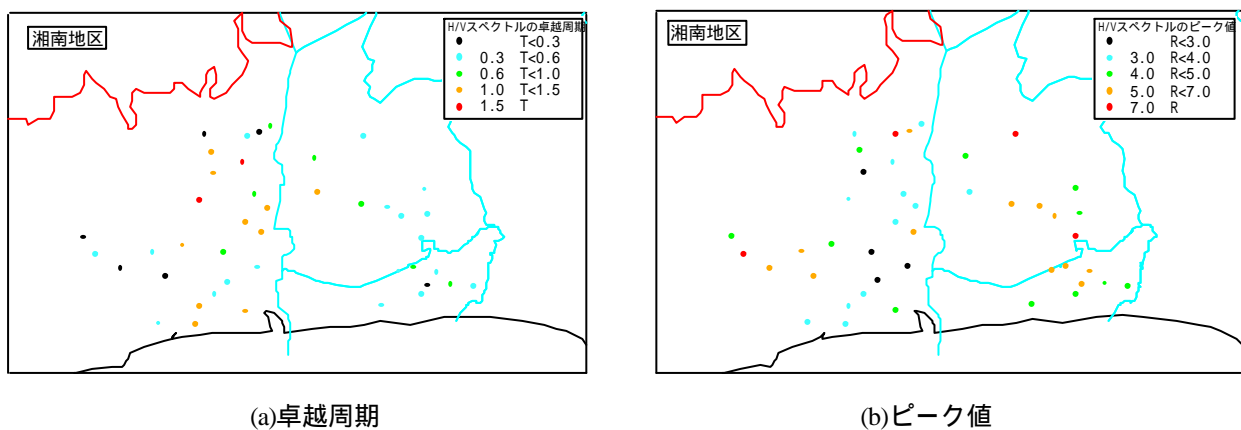 湘南地区
H/Vスペクトルの卓越周期
T<0.3
0.3 T<0.6
0.6 T<1.0
1.0 T<1.5
1.5 T
(a)卓越周期
湘南地区
H/Vスペクトルのピーク値
R<3.0
3.0 R<4.0
4.0 R<5.0
5.0 R<7.0
7.0 R
(b)ピーク値